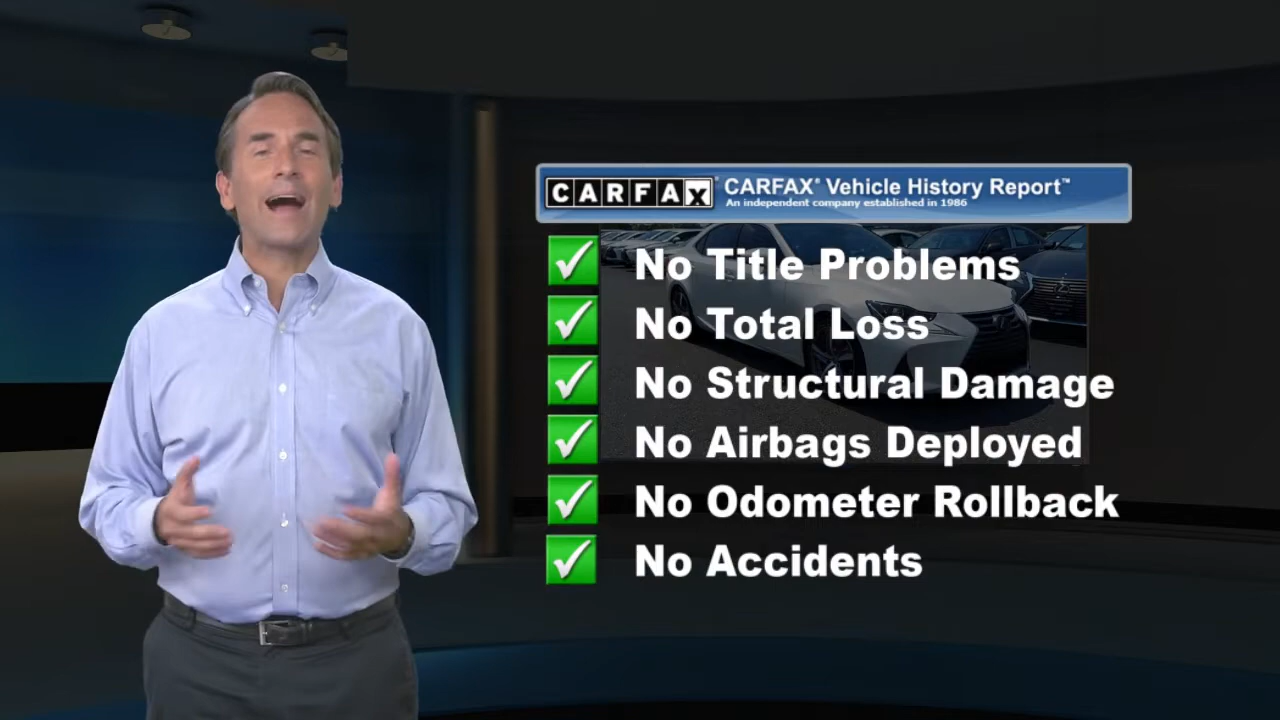 CARFAX® CARFAX® Vehicle History Report™
An independent company established in 1986
No Title Problems
No Total Loss
No Structural Damage
No Airbags Deployed
No Odometer Rollback
No Accidents